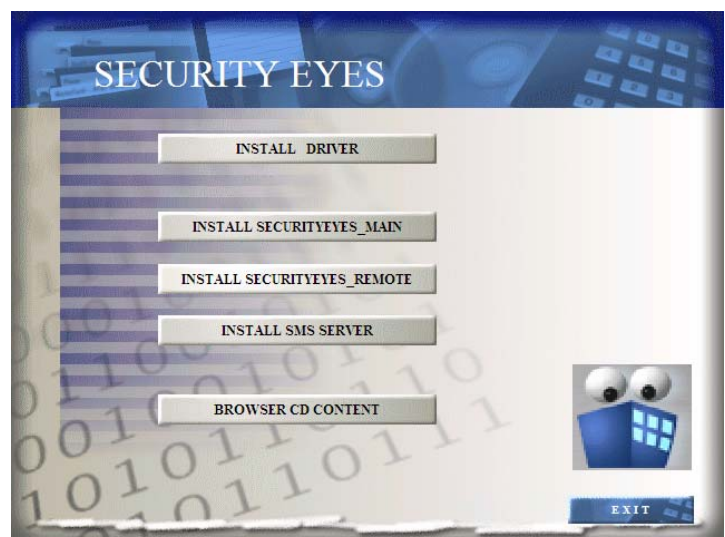 SECURITY EYES
INSTALL DRIVER
INSTALL SECURITYEYES_MAIN
INSTALL SECURITYEYES_REMOTE
INSTALL SMS SERVER
BROWSER CD CONTENT
EXIT